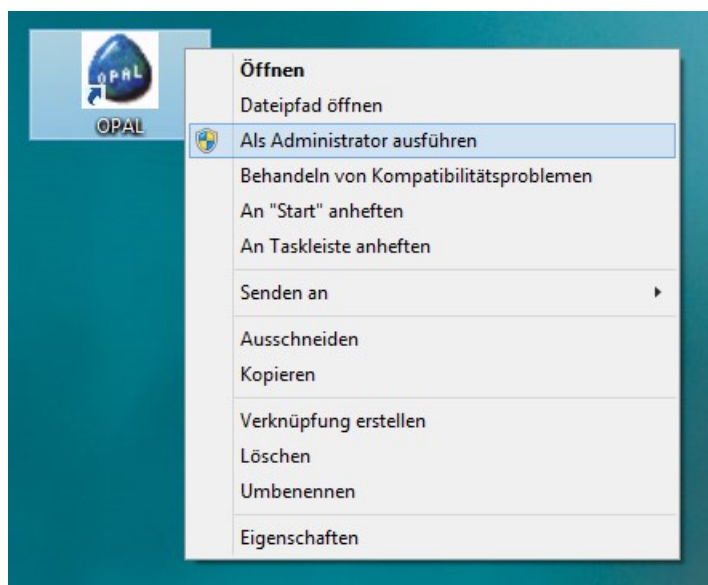 OPAL
OPAL
Öffnen
Dateipfad öffnen
Als Administrator ausführen
Behandeln von Kompatibilitätsproblemen
An "Start" anheften
An Taskleiste anheften
Senden an
Ausschneiden
Kopieren
Verknüpfung erstellen
Löschen
Umbenennen
Eigenschaften